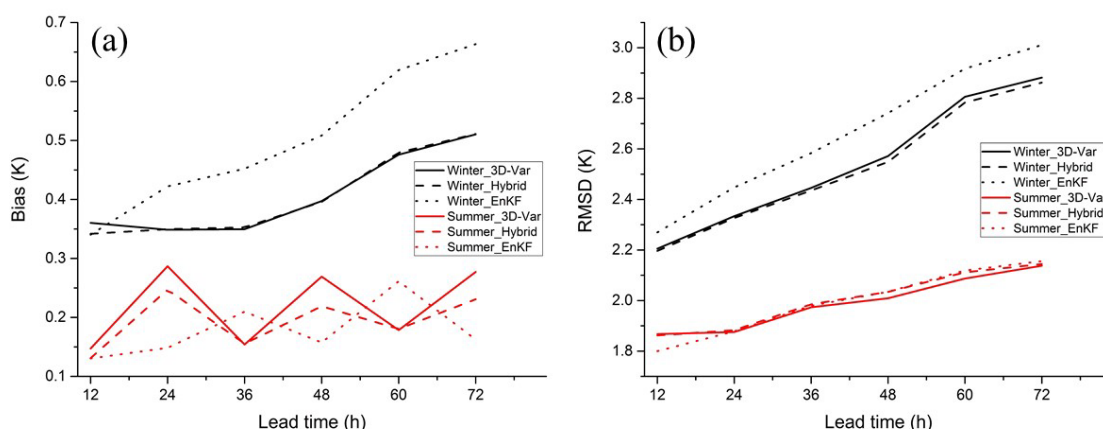 (a)
Bias (K)
0.7
0.6
0.5
0.4
0.3
0.2
0.1
Winter_3D-Var
Winter_Hybrid
Winter_EnKF
Summer_3D-Var
Summer_Hybrid
Summer_EnKF
12 24 36 48 60 72
Lead time (h)
(b)
RMSD (K)
3.0
2.8
2.6
2.4
2.2
2.0
1.8
Winter_3D-Var
Winter_Hybrid
Winter_EnKF
Summer_3D-Var
Summer_Hybrid
Summer_EnKF
12 24 36 48 60 72
Lead time (h)